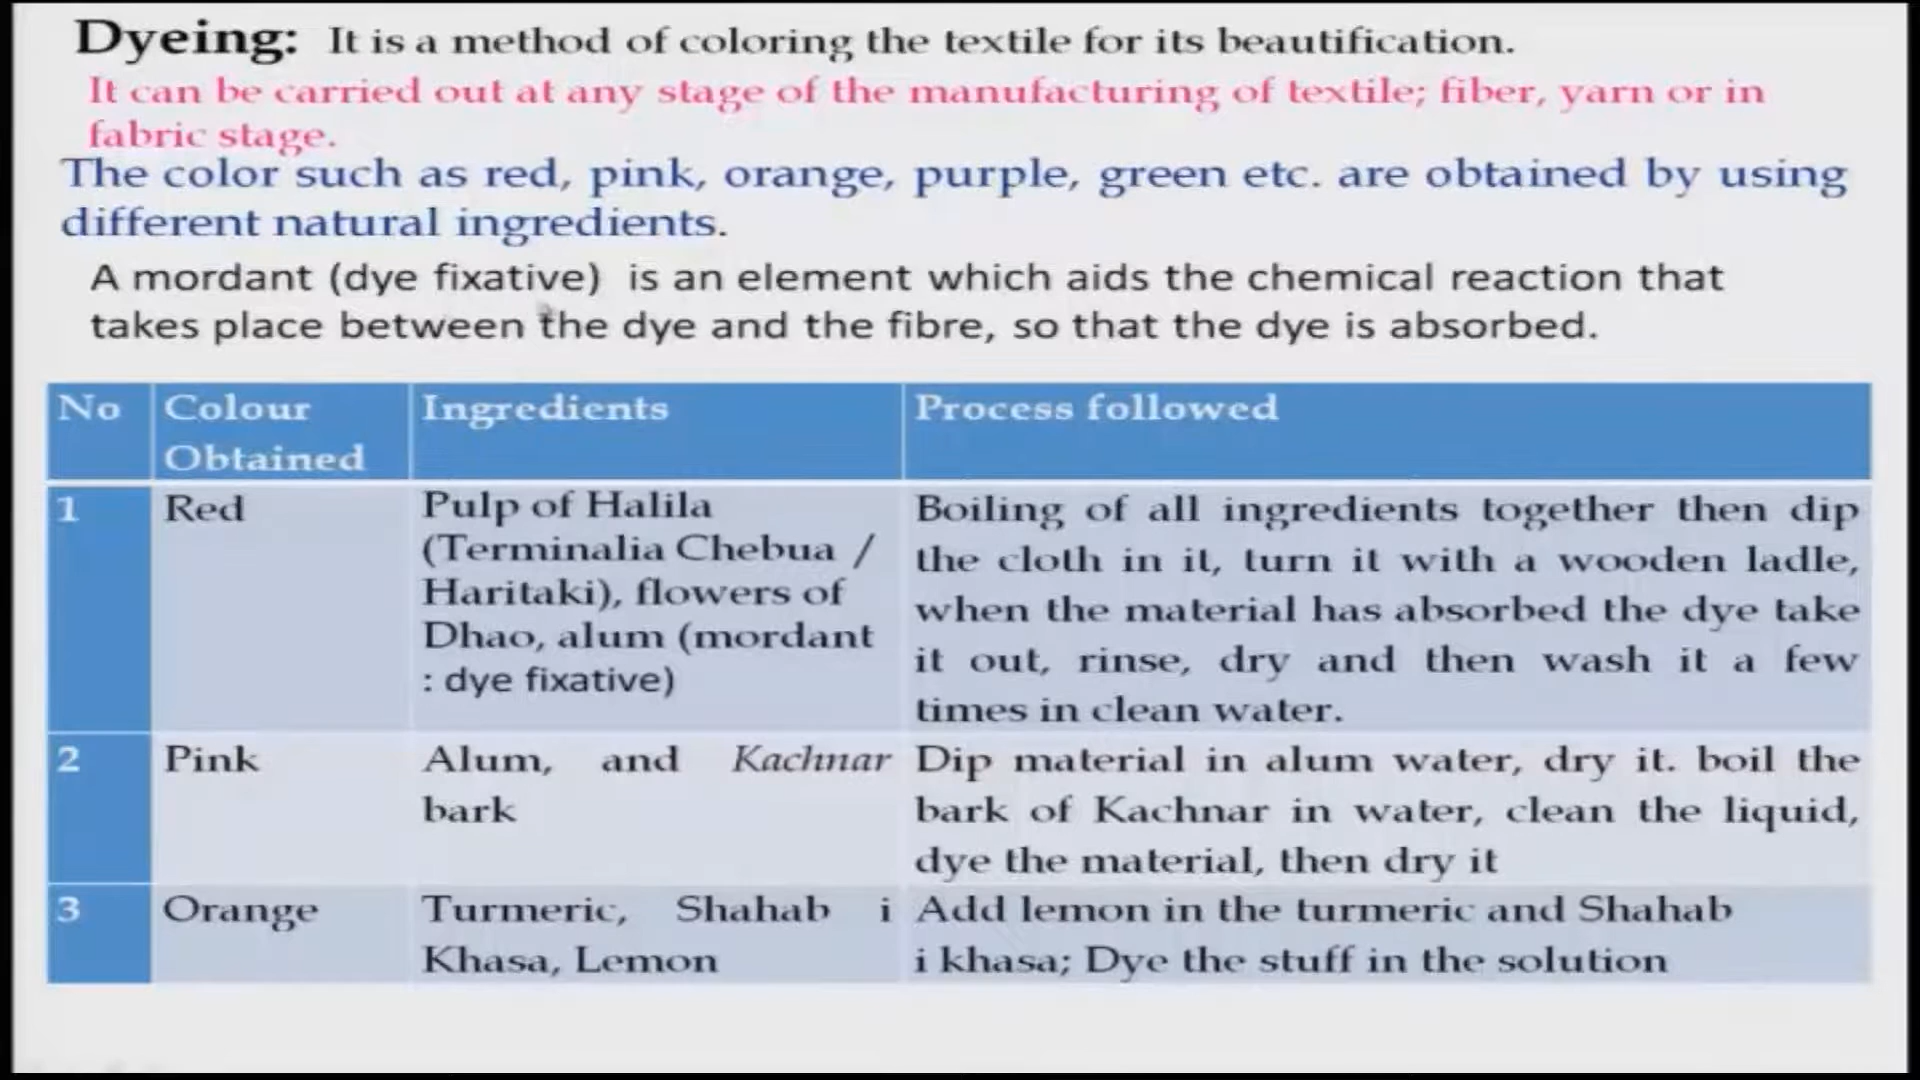 Dyeing: It is a method of coloring the textile for its beautification.
It can be carried out at any stage of the manufacturing of textile; fiber, yarn or in
fabric stage.
The color such as red, pink, orange, purple, green etc. are obtained by using
different natural ingredients.
A mordant (dye fixative) is an element which aids the chemical reaction that
takes place between the dye and the fibre, so that the dye is absorbed.
No
Colour
Obtained
Ingredients
Process followed
1
Red
Pulp of Halila
(Terminalia Chebua /
Haritaki), flowers of
Dhao, alum (mordant
: dye fixative)
Boiling of all ingredients together then dip
the cloth in it, turn it with a wooden ladle,
when the material has absorbed the dye take
it out, rinse, dry and then wash it a few
times in clean water.
2
Pink
Alum, and Kachnar
bark
Dip material in alum water, dry it. boil the
bark of Kachnar in water, clean the liquid,
dye the material, then dry it
3
Orange
Turmeric, Shahab i
Khasa, Lemon
Add lemon in the turmeric and Shahab
i khasa; Dye the stuff in the solution